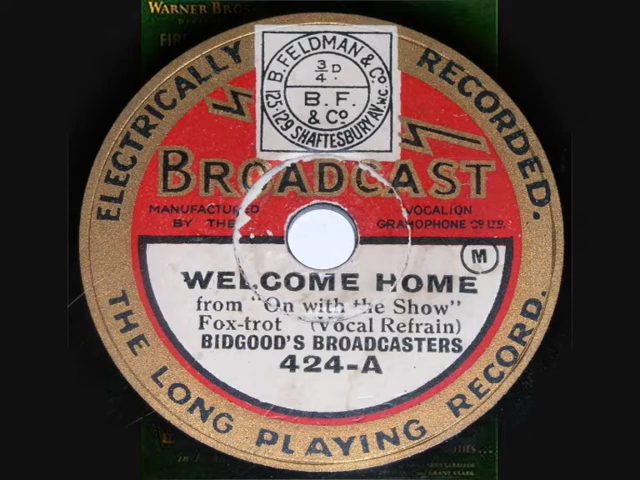 WARNER BROS
B. FELDMAN & Co
125-129 SHAFTESBURY AV. W.C.
3/4 D
B. F.
& Co
ELECTRICALLY RECORDED.
BROADCAST
MANUFACTURED VOCALION
BY THE GRAMOPHONE CO LTD.
M
WELCOME HOME
from "On with the Show"
Fox-trot (Vocal Refrain)
BIDGOOD'S BROADCASTERS
424-A
THE LONG PLAYING RECORD.